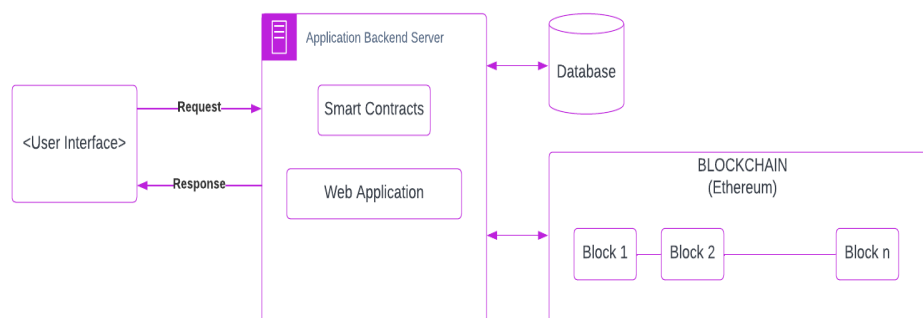 Application Backend Server
Database
Smart Contracts
Request
<User Interface>
Response
Web Application
BLOCKCHAIN
(Ethereum)
Block 1
Block 2
Block n